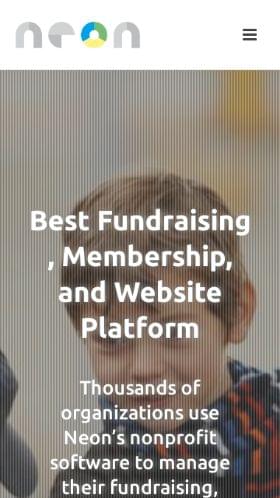 neon
Best Fundraising
, Membership,
and Website
Platform
Thousands of
organizations use
Neon's nonprofit
software to manage
their fundraising,